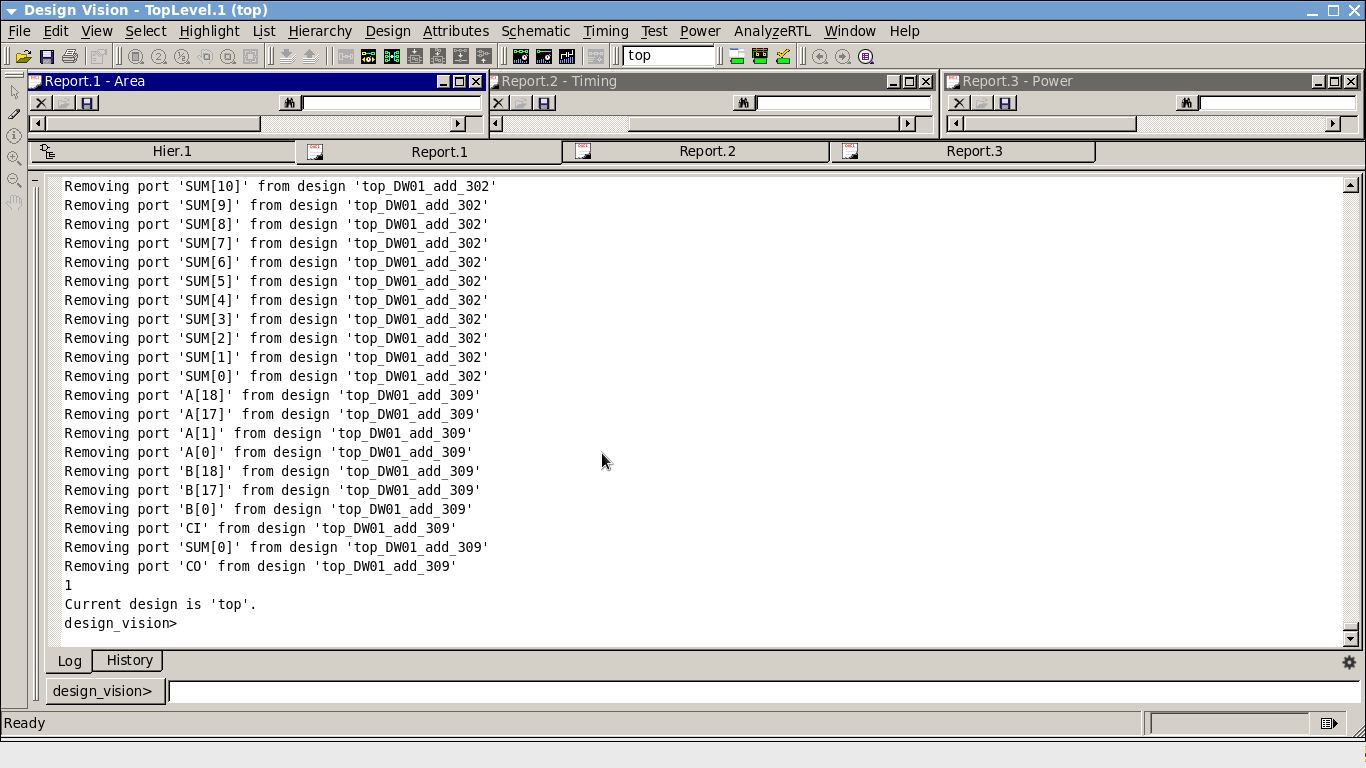 Design Vision - TopLevel.1 (top)
File Edit View Select Highlight List Hierarchy Design Attributes Schematic Timing Test Power AnalyzeRTL Window Help
top
Report.1 - Area
Report.2 - Timing
Report.3 - Power
Hier.1 Report.1 Report.2 Report.3
Removing port 'SUM[10]' from design 'top_DW01_add_302'
Removing port 'SUM[9]' from design 'top_DW01_add_302'
Removing port 'SUM[8]' from design 'top_DW01_add_302'
Removing port 'SUM[7]' from design 'top_DW01_add_302'
Removing port 'SUM[6]' from design 'top_DW01_add_302'
Removing port 'SUM[5]' from design 'top_DW01_add_302'
Removing port 'SUM[4]' from design 'top_DW01_add_302'
Removing port 'SUM[3]' from design 'top_DW01_add_302'
Removing port 'SUM[2]' from design 'top_DW01_add_302'
Removing port 'SUM[1]' from design 'top_DW01_add_302'
Removing port 'SUM[0]' from design 'top_DW01_add_302'
Removing port 'A[18]' from design 'top_DW01_add_309'
Removing port 'A[17]' from design 'top_DW01_add_309'
Removing port 'A[1]' from design 'top_DW01_add_309'
Removing port 'A[0]' from design 'top_DW01_add_309'
Removing port 'B[18]' from design 'top_DW01_add_309'
Removing port 'B[17]' from design 'top_DW01_add_309'
Removing port 'B[0]' from design 'top_DW01_add_309'
Removing port 'CI' from design 'top_DW01_add_309'
Removing port 'SUM[0]' from design 'top_DW01_add_309'
Removing port 'CO' from design 'top_DW01_add_309'
1
Current design is 'top'.
design_vision>
Log History
design_vision>
Ready